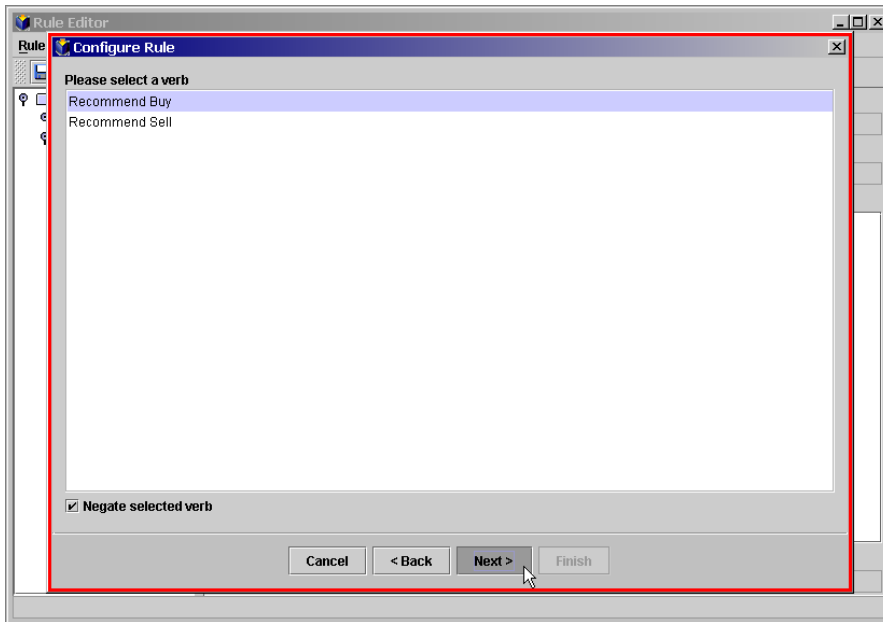 Rule Editor
Rule
Configure Rule
Please select a verb
Recommend Buy
Recommend Sell
Negate selected verb
Cancel
< Back
Next >
Finish